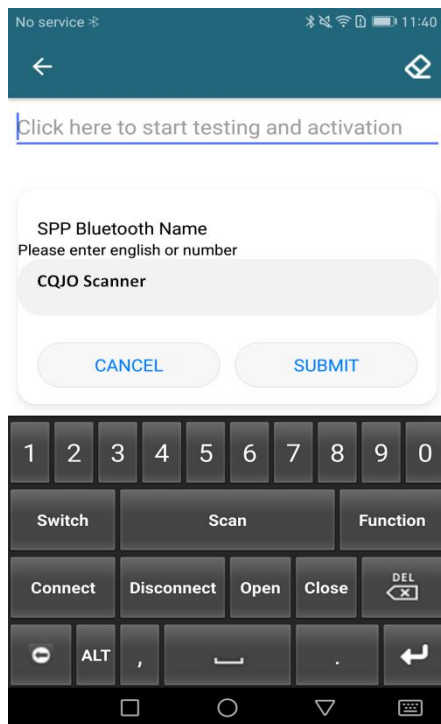 No service 11:40
Click here to start testing and activation
SPP Bluetooth Name
Please enter english or number
CQJO Scanner
CANCEL SUBMIT
1 2 3 4 5 6 7 8 9 0
Switch Scan Function
Connect Disconnect Open Close DEL
ALT , .